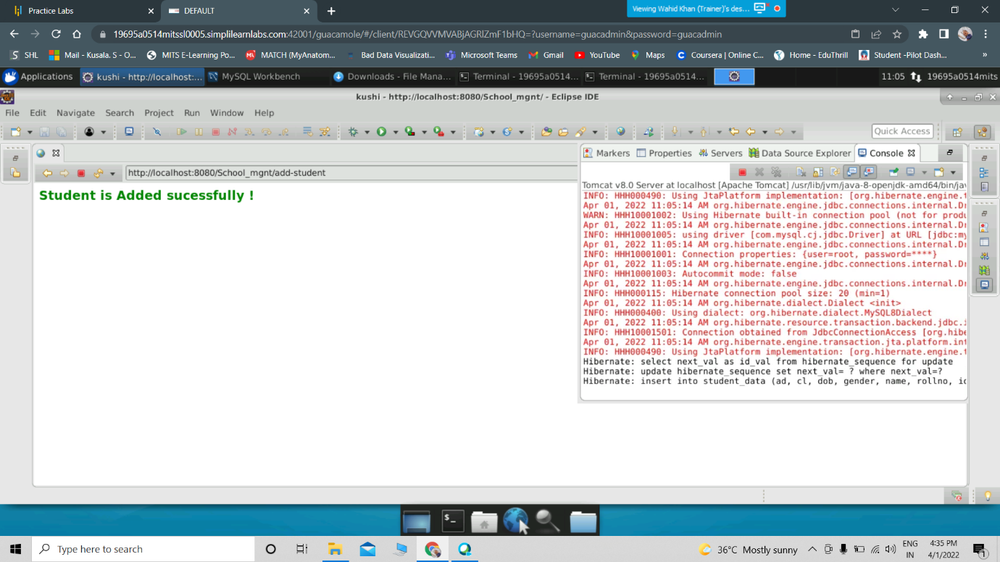 Practice Labs
DEFAULT
Viewing Wahid Khan (Trainer)'s des...
19695a0514mitssl0005.simplilearnlabs.com:42001/guacamole/#/client/REVGQVVMVABjAGRlZmF1bHQ=?username=guacadmin&password=guacadmin
SHL
Mail - Kusala. S - O...
MITS E-Learning Po...
MATCH (MyAnatom...
Bad Data Visualizati...
Microsoft Teams
Gmail
YouTube
Maps
Coursera | Online C...
Home - EduThrill
Student -Pilot Dash...
»
Applications
kushi - http://localhost:...
MySQL Workbench
Downloads - File Mana...
Terminal - 19695a0514...
Terminal - 19695a0514...
11:05
19695a0514mits
kushi - http://localhost:8080/School_mgnt/ - Eclipse IDE
File Edit Navigate Search Project Run Window Help
Quick Access
Markers Properties Servers Data Source Explorer Console
http://localhost:8080/School_mgnt/add-student
Student is Added sucessfully !
Tomcat v8.0 Server at localhost [Apache Tomcat] /usr/lib/jvm/java-8-openjdk-amd64/bin/jav
INFO: HHH000490: Using JtaPlatform implementation: [org.hibernate.engine.t
Apr 01, 2022 11:05:14 AM org.hibernate.engine.jdbc.connections.internal.Dr
WARN: HHH10001002: Using Hibernate built-in connection pool (not for produ
Apr 01, 2022 11:05:14 AM org.hibernate.engine.jdbc.connections.internal.Dr
INFO: HHH10001005: using driver [com.mysql.cj.jdbc.Driver] at URL [jdbc:my
Apr 01, 2022 11:05:14 AM org.hibernate.engine.jdbc.connections.internal.Dr
INFO: HHH10001001: Connection properties: {user=root, password=****}
Apr 01, 2022 11:05:14 AM org.hibernate.engine.jdbc.connections.internal.Dr
INFO: HHH10001003: Autocommit mode: false
Apr 01, 2022 11:05:14 AM org.hibernate.engine.jdbc.connections.internal.Dr
INFO: HHH000115: Hibernate connection pool size: 20 (min=1)
Apr 01, 2022 11:05:14 AM org.hibernate.dialect.Dialect <init>
INFO: HHH000400: Using dialect: org.hibernate.dialect.MySQL8Dialect
Apr 01, 2022 11:05:14 AM org.hibernate.resource.transaction.backend.jdbc.i
INFO: HHH10001501: Connection obtained from JdbcConnectionAccess [org.hibe
Apr 01, 2022 11:05:14 AM org.hibernate.engine.transaction.jta.platform.int
INFO: HHH000490: Using JtaPlatform implementation: [org.hibernate.engine.t
Hibernate: select next_val as id_val from hibernate_sequence for update
Hibernate: update hibernate_sequence set next_val= ? where next_val=?
Hibernate: insert into student_data (ad, cl, dob, gender, name, rollno, id
Type here to search
36°C Mostly sunny
ENG
IN
4:35 PM
4/1/2022
1